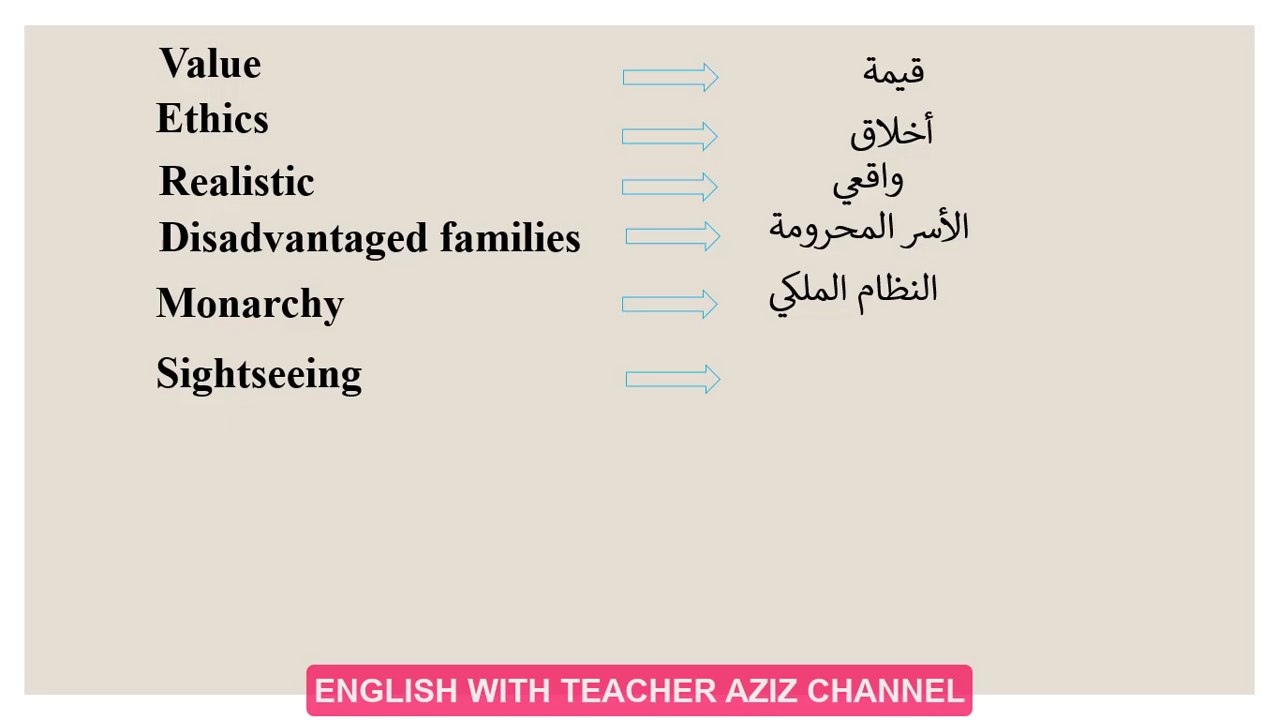 Value قيمة
Ethics أخلاق
Realistic واقعي
Disadvantaged families الأسر المحرومة
Monarchy النظام الملكي
Sightseeing
ENGLISH WITH TEACHER AZIZ CHANNEL